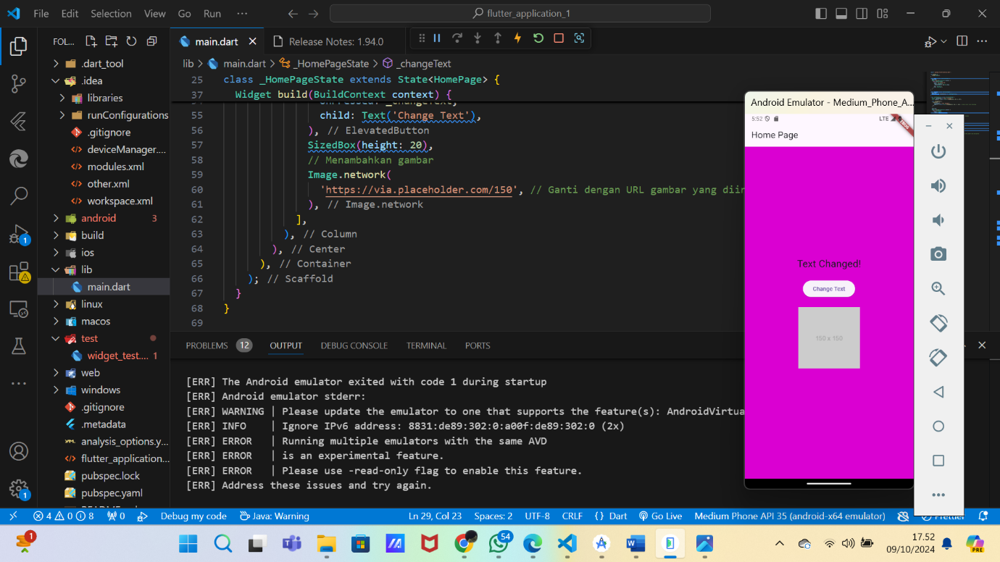 File Edit Selection View Go Run ··· flutter_application_1
FOL...
main.dart Release Notes: 1.94.0
.dart_tool
.idea
libraries
runConfigurations
.gitignore
deviceManager....
modules.xml
other.xml
workspace.xml
android 3
build
ios
lib
main.dart
linux
macos
test
widget_test.... 1
web
windows
.gitignore
.metadata
analysis_options.y...
flutter_application...
pubspec.lock
pubspec.yaml
1
1
lib > main.dart > _HomePageState > _changeText
25 class _HomePageState extends State<HomePage> {
37 Widget build(BuildContext context) {
55 child: Text('Change Text'),
56 ), // ElevatedButton
57 SizedBox(height: 20),
58 // Menambahkan gambar
59 Image.network(
60 'https://via.placeholder.com/150', // Ganti dengan URL gambar yang diin
61 ), // Image.network
62 ],
63 ), // Column
64 ), // Center
65 ), // Container
66 ); // Scaffold
67 }
68 }
69
PROBLEMS 12 OUTPUT DEBUG CONSOLE TERMINAL PORTS
[ERR] The Android emulator exited with code 1 during startup
[ERR] Android emulator stderr:
[ERR] WARNING | Please update the emulator to one that supports the feature(s): AndroidVirtua
[ERR] INFO | Ignore IPv6 address: 8831:de89:302:0:a00f:de89:302:0 (2x)
[ERR] ERROR | Running multiple emulators with the same AVD
[ERR] ERROR | is an experimental feature.
[ERR] ERROR | Please use -read-only flag to enable this feature.
[ERR] Address these issues and try again.
Android Emulator - Medium_Phone_A...
5:52 LTE
Home Page
Text Changed!
Change Text
150 x 150
4 0 8 0 Debug my code Java: Warning Ln 29, Col 23 Spaces: 2 UTF-8 CRLF {} Dart Go Live Medium Phone API 35 (android-x64 emulator) Prettier
1
54
17.52
09/10/2024
PRE